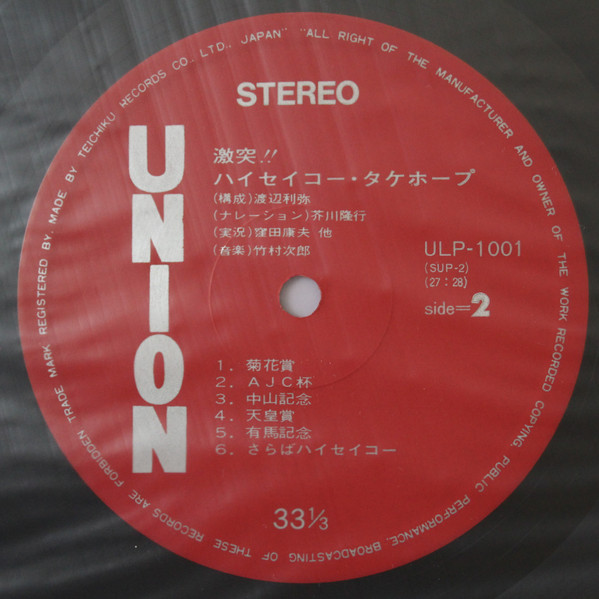 STEREO
UNION
激突!!
ハイセイコー・タケホープ
(構成)渡辺利弥
(ナレーション)芥川隆行
(実況)窪田康夫 他
(音楽)竹村次郎
ULP-1001
(SUP-2)
(27:28)
side=2
1. 菊花賞
2. AJC杯
3. 中山記念
4. 天皇賞
5. 有馬記念
6. さらばハイセイコー
33⅓
TRADE MARK REGISTERED BY. MADE BY TEICHIKU RECORDS CO., LTD., JAPAN" "ALL RIGHT OF THE MANUFACTURER AND OWNER OF THE WORK RECORDED COPYING, PUBLIC PERFORMANCE, BROADCASTING OF THESE RECORDS ARE FORBIDDEN